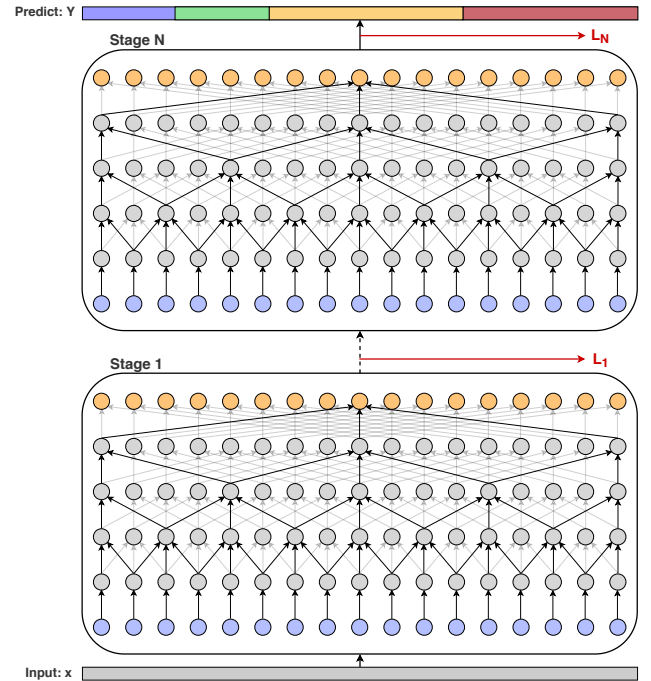 Predict: Y
Stage N
L_N
Stage 1
L_1
Input: x